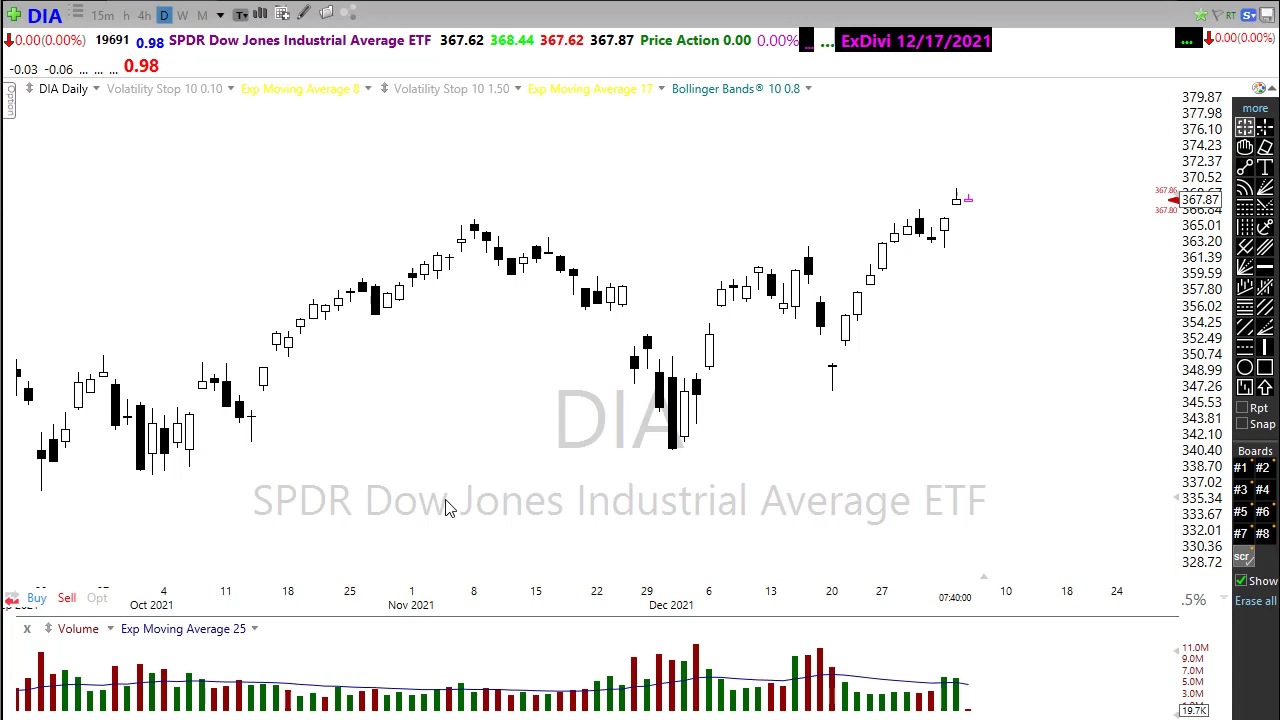 DIA 15m h 4h D W M T RT S
0.00(0.00%) 19691 0.98 SPDR Dow Jones Industrial Average ETF 367.62 368.44 367.62 367.87 Price Action 0.00 0.00% ... ... ExDivi 12/17/2021 ... 0.00(0.00%)
-0.03 -0.06 ... ... ... 0.98
Option DIA Daily Volatility Stop 10 0.10 Exp Moving Average 8 Volatility Stop 10 1.50 Exp Moving Average 17 Bollinger Bands® 10 0.8
379.87
more
377.98
376.10
374.23
372.37
370.52
367.86
367.87
367.80
365.01
363.20
361.39
359.59
357.80
356.02
354.25
352.49
350.74
348.99
347.26
345.53
Rpt
343.81
Snap
342.10
DIA
340.40
Boards
338.70
#1 #2
337.02
#3 #4
335.34
SPDR Dow Jones Industrial Average ETF
333.67
#5 #6
332.01
#7 #8
330.36
scr
328.72
Show
4 11 18 25 1 8 15 22 29 6 13 20 27 10 18 24
Buy Sell Opt Oct 2021 Nov 2021 Dec 2021 07:40:00 .5% Erase all
X Volume Exp Moving Average 25
11.0M
9.0M
7.0M
5.0M
3.0M
19.7K